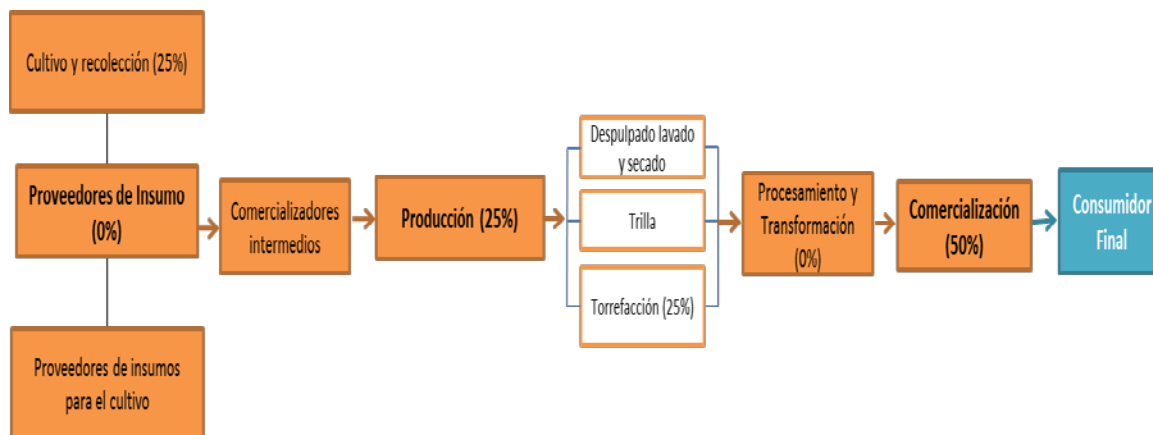 Cultivo y recolección (25%)
Proveedores de Insumo
(0%)
Proveedores de insumos
para el cultivo
Comercializadores
intermedios
Producción (25%)
Despulpado lavado
y secado
Trilla
Torrefacción (25%)
Procesamiento y
Transformación
(0%)
Comercialización
(50%)
Consumidor
Final